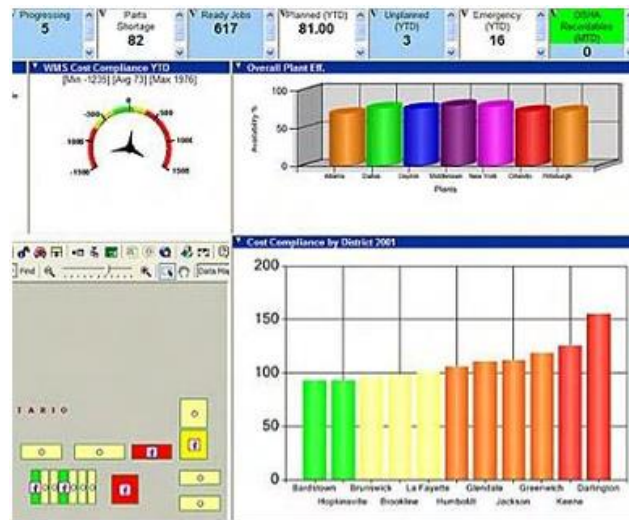 Progressing
5
Parts
Shortage
82
Ready Jobs
617
Planned (YTD)
81.00
Unplanned
(YTD)
3
Emergency
(YTD)
16
OSHA
Recordables
(MTD)
0
WMS Cost Compliance YTD
[Min -1235] [Avg 73] [Max 1976]
0
-500 500
1000 1000
-1500 1500
Overall Plant Eff.
Availability %
100
50
0
Atlanta Dallas Dayton Middletown New York Orlando Pittsburgh
Plants
Find
TARIO
Cost Compliance by District 2001
200
150
100
50
0
Bardstown Brunswick La Fayette Glendale Greenwich Darlington
Hopkinsville Brookline Humboldt Jackson Keene